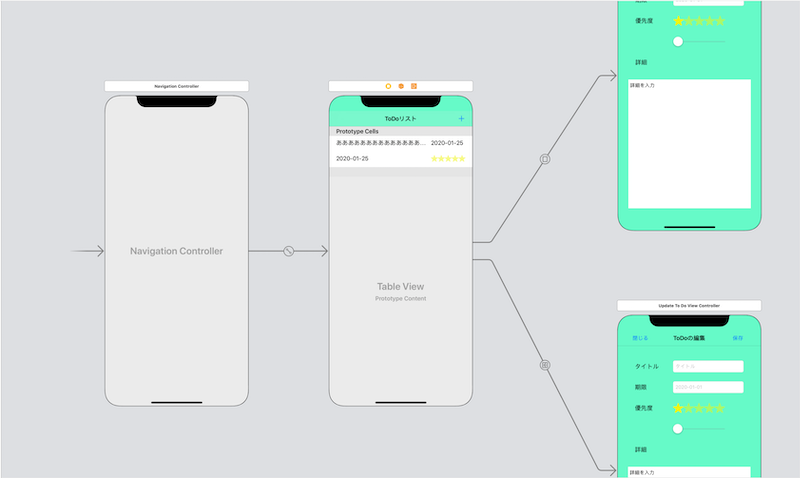 優先度
詳細
詳細を入力
Navigation Controller
Navigation Controller
ToDoリスト
+
Prototype Cells
ああああああああああああああ... 2020-01-25
2020-01-25
Table View
Prototype Content
Update To Do View Controller
閉じる ToDoの編集 保存
タイトル タイトル
期限 2020-01-01
優先度
詳細
詳細を入力